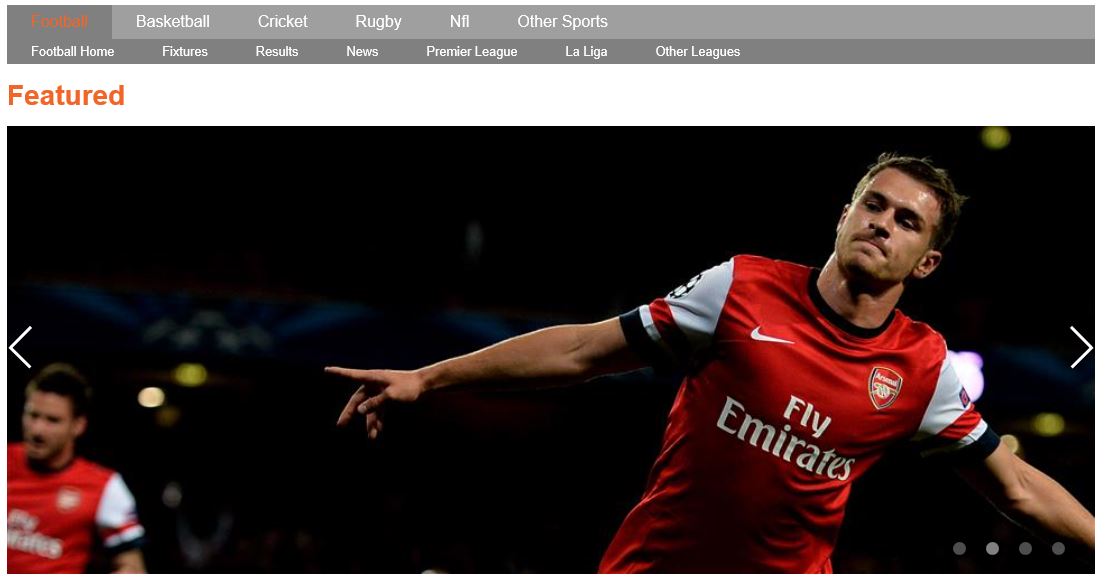 Football Basketball Cricket Rugby Nfl Other Sports
Football Home Fixtures Results News Premier League La Liga Other Leagues
Featured
Arsenal
Fly
Emirates
Fly
Emirates